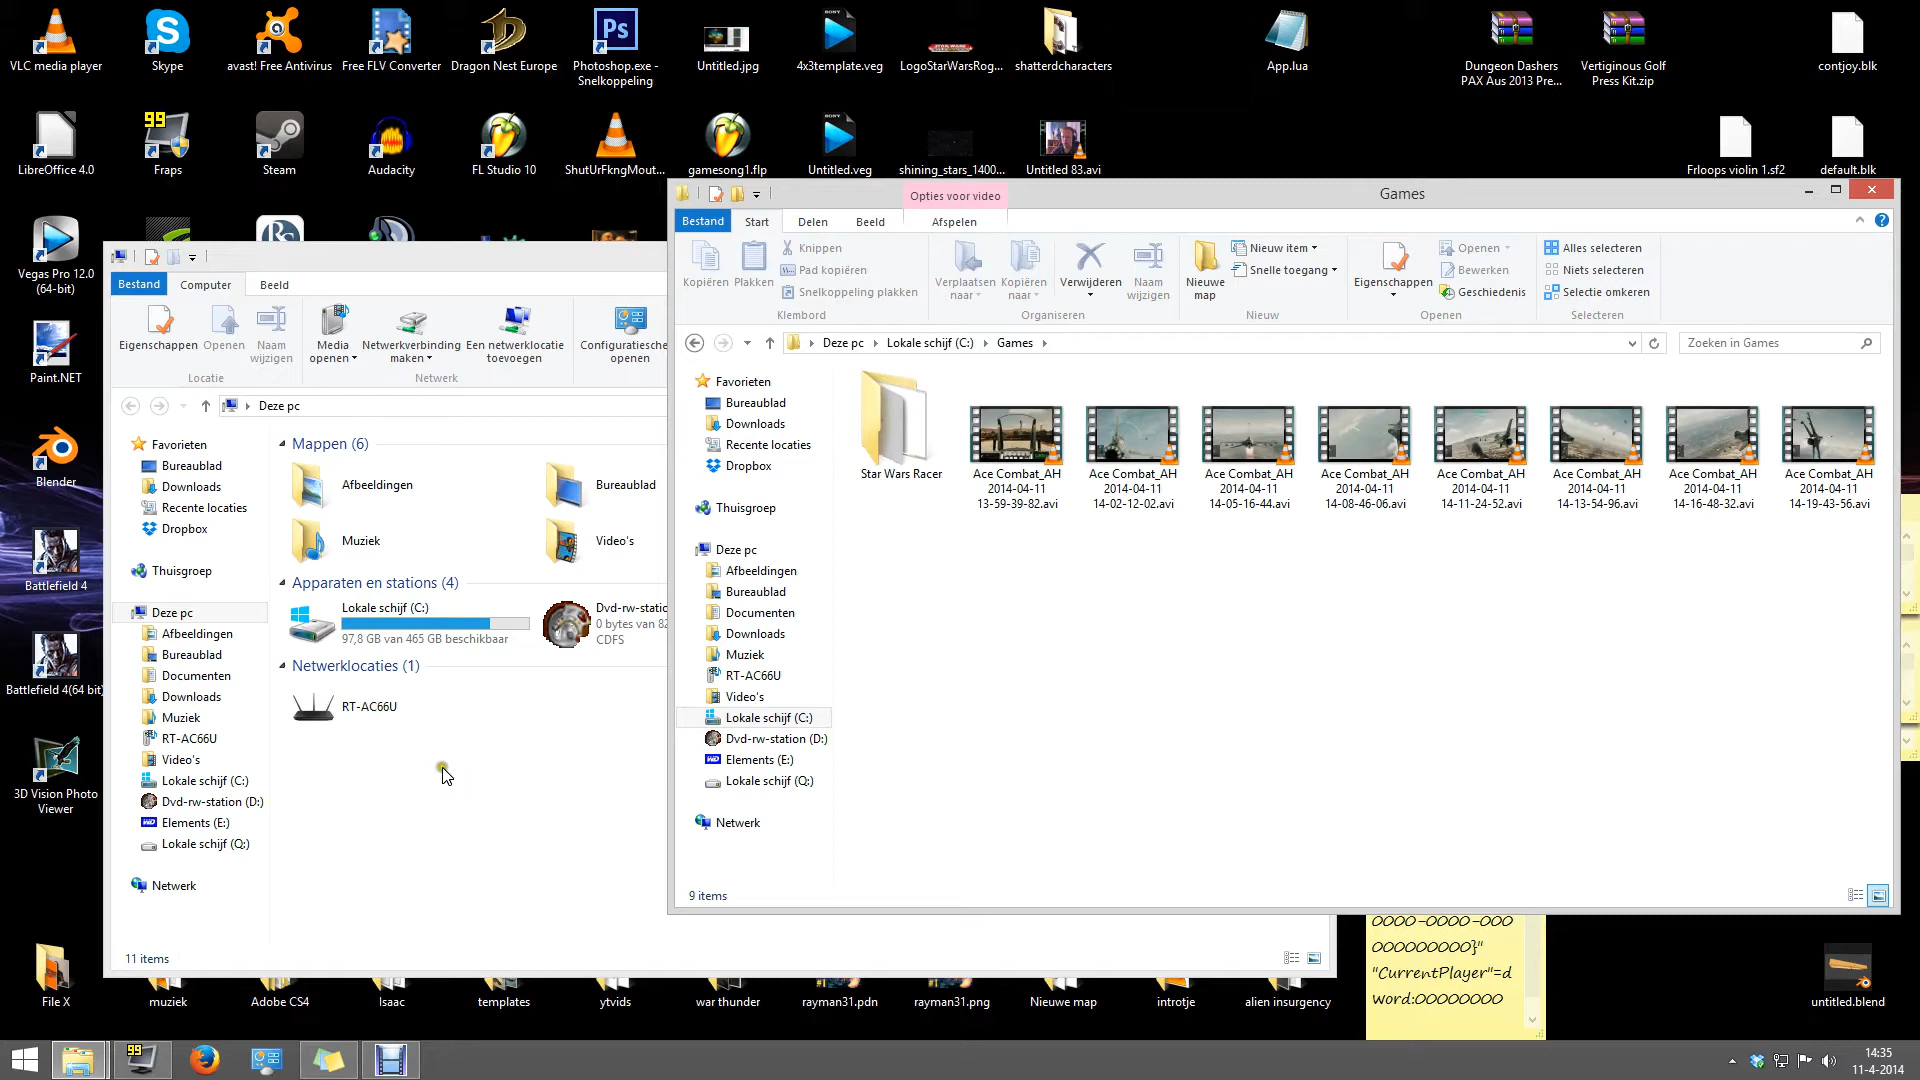 VLC media player
Skype
avast! Free Antivirus
Free FLV Converter
Dragon Nest Europe
Photoshop.exe -
Snelkoppeling
Untitled.jpg
4x3template.veg
LogoStarWarsRog...
shatterdcharacters
App.lua
Dungeon Dashers
PAX Aus 2013 Pre...
Vertiginous Golf
Press Kit.zip
contjoy.blk
LibreOffice 4.0
99
Fraps
Steam
Audacity
FL Studio 10
ShutUrFkngMout...
gamesong1.flp
Untitled.veg
shining_stars_1400...
Untitled 83.avi
Frloops violin 1.sf2
default.blk
Vegas Pro 12.0
(64-bit)
Paint.NET
Blender
Battlefield 4
Battlefield 4(64 bit)
3D Vision Photo
Viewer
Bestand
Computer
Beeld
Eigenschappen
Openen
Naam
wijzigen
Media
openen
Netwerkverbinding
maken
Een netwerklocatie
toevoegen
Configuratiesche
openen
Locatie
Netwerk
Deze pc
Favorieten
Bureaublad
Downloads
Recente locaties
Dropbox
Thuisgroep
Deze pc
Afbeeldingen
Bureaublad
Documenten
Downloads
Muziek
RT-AC66U
Video's
Lokale schijf (C:)
Dvd-rw-station (D:)
Elements (E:)
Lokale schijf (Q:)
Netwerk
Mappen (6)
Afbeeldingen
Bureaublad
Muziek
Video's
Apparaten en stations (4)
Lokale schijf (C:)
97,8 GB van 465 GB beschikbaar
Dvd-rw-static
0 bytes van 82
CDFS
Netwerklocaties (1)
RT-AC66U
11 items
Opties voor video
Games
Bestand
Start
Delen
Beeld
Afspelen
Kopiëren
Plakken
Knippen
Pad kopiëren
Snelkoppeling plakken
Klembord
Verplaatsen
naar
Kopiëren
naar
Verwijderen
Naam
wijzigen
Organiseren
Nieuwe
map
Nieuw item
Snelle toegang
Nieuw
Eigenschappen
Openen
Bewerken
Geschiedenis
Openen
Alles selecteren
Niets selecteren
Selectie omkeren
Selecteren
Deze pc
Lokale schijf (C:)
Games
Zoeken in Games
Favorieten
Bureaublad
Downloads
Recente locaties
Dropbox
Thuisgroep
Deze pc
Afbeeldingen
Bureaublad
Documenten
Downloads
Muziek
RT-AC66U
Video's
Lokale schijf (C:)
Dvd-rw-station (D:)
Elements (E:)
Lokale schijf (Q:)
Netwerk
Star Wars Racer
Ace Combat_AH
2014-04-11
13-59-39-82.avi
Ace Combat_AH
2014-04-11
14-02-12-02.avi
Ace Combat_AH
2014-04-11
14-05-16-44.avi
Ace Combat_AH
2014-04-11
14-08-46-06.avi
Ace Combat_AH
2014-04-11
14-11-24-52.avi
Ace Combat_AH
2014-04-11
14-13-54-96.avi
Ace Combat_AH
2014-04-11
14-16-48-32.avi
Ace Combat_AH
2014-04-11
14-19-43-56.avi
9 items
0000-0000-000
000000000}"
"CurrentPlayer"=d
word:00000000
File X
muziek
Adobe CS4
Isaac
templates
ytvids
war thunder
rayman31.pdn
rayman31.png
Nieuwe map
introtje
alien insurgency
untitled.blend
99
14:35
11-4-2014